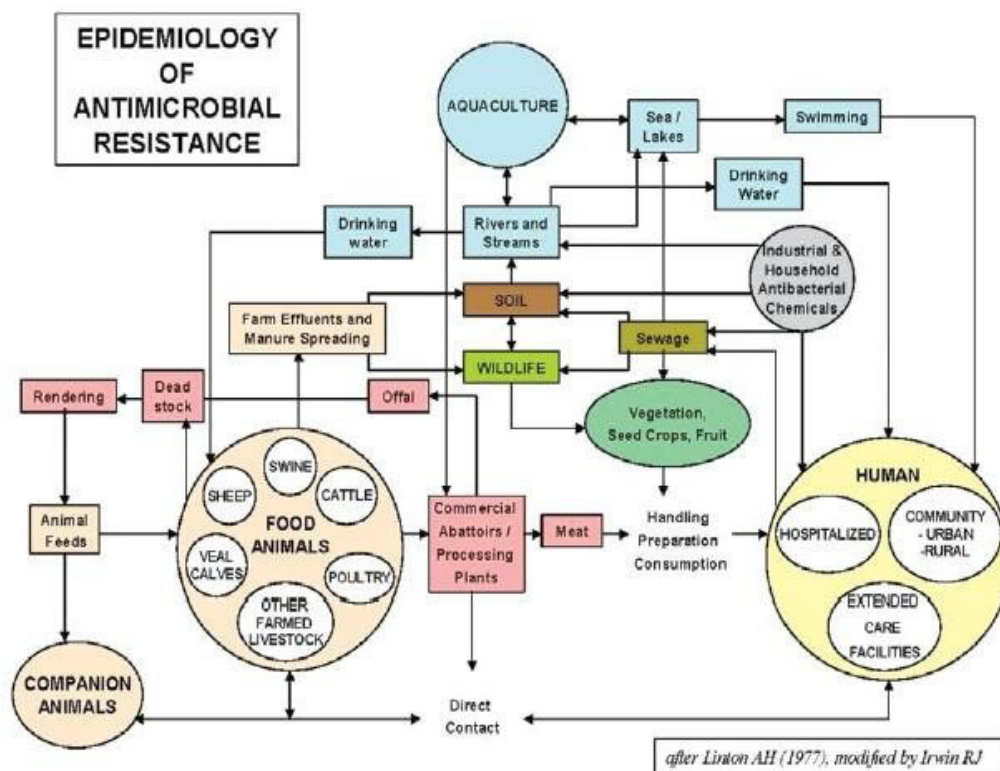 EPIDEMIOLOGY
OF
ANTIMICROBIAL
RESISTANCE
AQUACULTURE
Sea /
Lakes
Swimming
Drinking
Water
Drinking
water
Rivers and
Streams
Industrial &
Household
Antibacterial
Chemicals
SOIL
Farm Effluents and
Manure Spreading
Sewage
WILDLIFE
Rendering
Dead
stock
Offal
Vegetation,
Seed Crops, Fruit
SWINE
SHEEP
CATTLE
HUMAN
Animal
Feeds
FOOD
ANIMALS
Commercial
Abattoirs /
Processing
Plants
Meat
Handling
Preparation
Consumption
HOSPITALIZED
COMMUNITY
- URBAN
-RURAL
VEAL
CALVES
POULTRY
OTHER
FARMED
LIVESTOCK
EXTENDED
CARE
FACILITIES
COMPANION
ANIMALS
Direct
Contact
after Linton AH (1977), modified by Irwin RJ